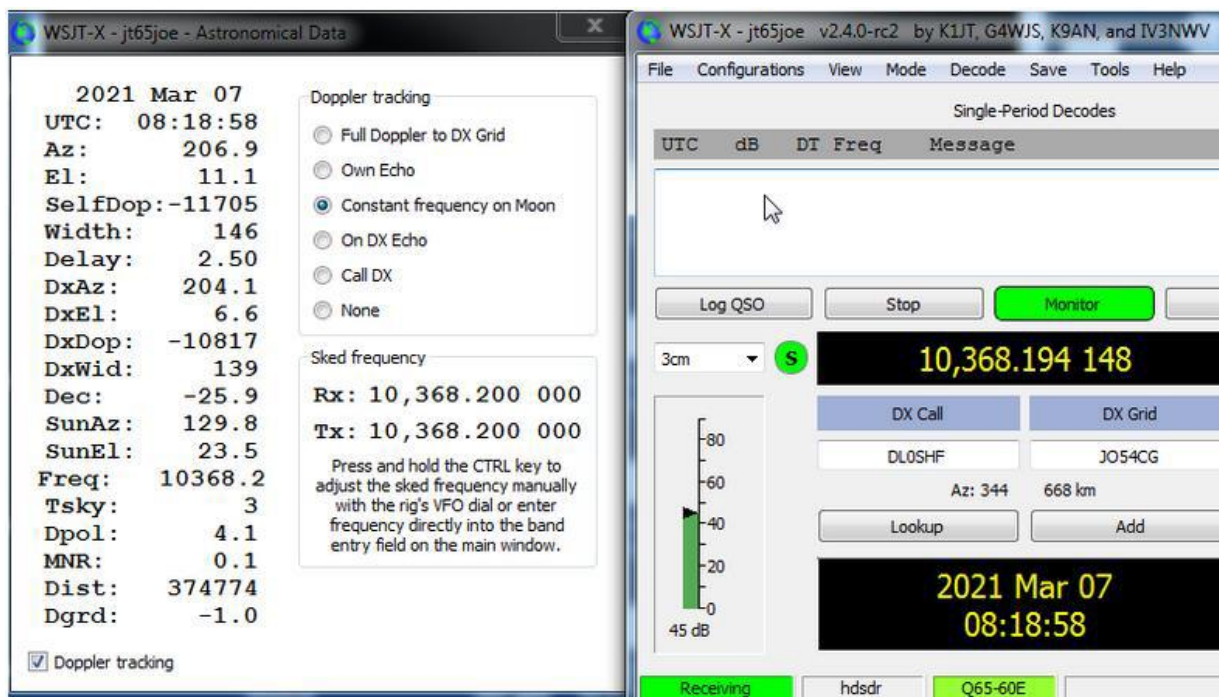 WSJT-X - jt65joe - Astronomical Data
2021 Mar 07
UTC: 08:18:58
Az: 206.9
El: 11.1
SelfDop:-11705
Width: 146
Delay: 2.50
DxAz: 204.1
DxEl: 6.6
DxDop: -10817
DxWid: 139
Dec: -25.9
SunAz: 129.8
SunEl: 23.5
Freq: 10368.2
Tsky: 3
Dpol: 4.1
MNR: 0.1
Dist: 374774
Dgrd: -1.0
Doppler tracking
Doppler tracking
Full Doppler to DX Grid
Own Echo
Constant frequency on Moon
On DX Echo
Call DX
None
Sked frequency
Rx: 10,368.200 000
Tx: 10,368.200 000
Press and hold the CTRL key to
adjust the sked frequency manually
with the rig's VFO dial or enter
frequency directly into the band
entry field on the main window.
WSJT-X - jt65joe v2.4.0-rc2 by K1JT, G4WJS, K9AN, and IV3NWV
File Configurations View Mode Decode Save Tools Help
Single-Period Decodes
UTC dB DT Freq Message
Log QSO Stop Monitor
3cm S 10,368.194 148
DX Call DX Grid
DL0SHF JO54CG
Az: 344 668 km
Lookup Add
-80
-60
-40
-20
-0
45 dB
2021 Mar 07
08:18:58
Receiving hdsdr Q65-60E